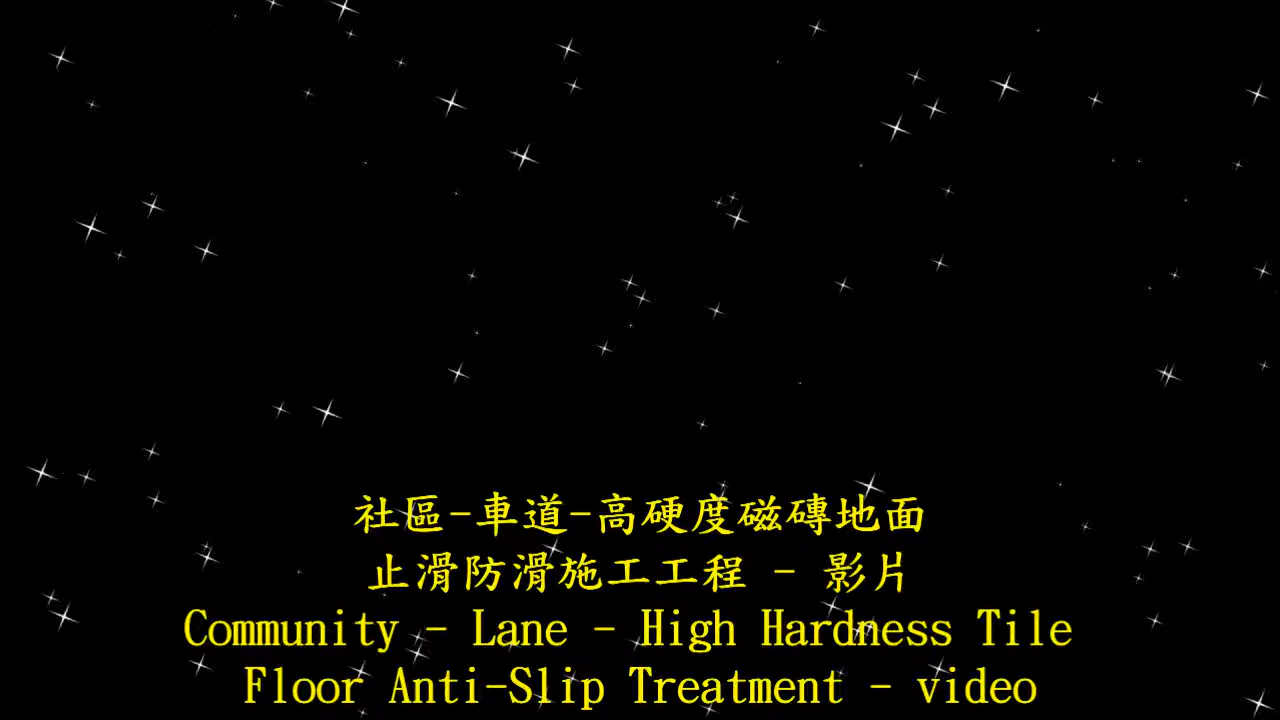 社區-車道-高硬度磁磚地面
止滑防滑施工工程 - 影片
Community - Lane - High Hardness Tile
Floor Anti-Slip Treatment - video